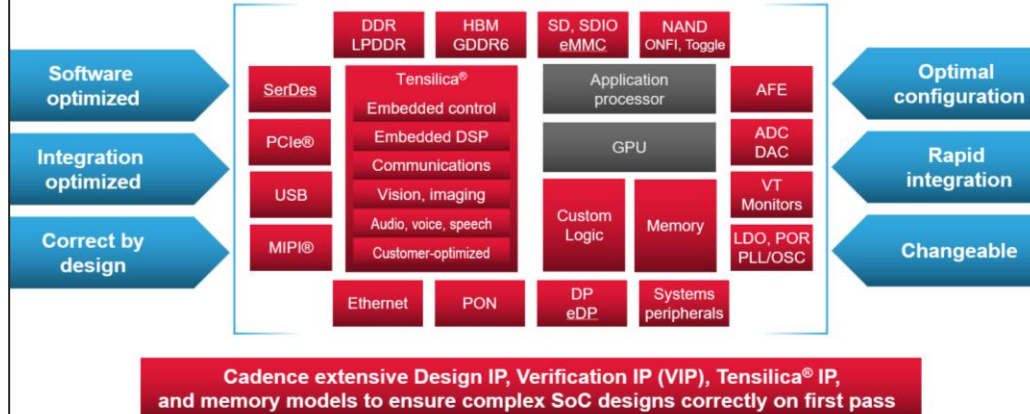 Software
optimized
Integration
optimized
Correct by
design
DDR
LPDDR
HBM
GDDR6
SD, SDIO
eMMC
NAND
ONFI, Toggle
SerDes
PCIe®
USB
MIPI®
Tensilica®
Embedded control
Embedded DSP
Communications
Vision, imaging
Audio, voice, speech
Customer-optimized
Application
processor
GPU
Custom
Logic
Memory
AFE
ADC
DAC
VT
Monitors
LDO, POR
PLL/OSC
Ethernet
PON
DP
eDP
Systems
peripherals
Optimal
configuration
Rapid
integration
Changeable
Cadence extensive Design IP, Verification IP (VIP), Tensilica® IP,
and memory models to ensure complex SoC designs correctly on first pass